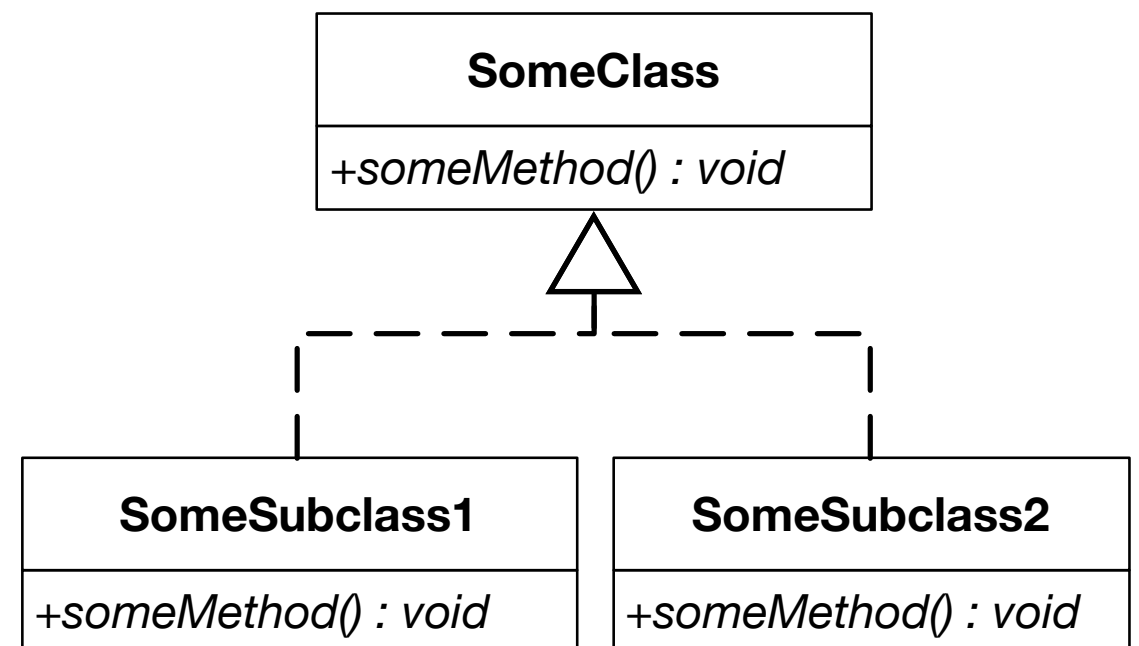 SomeClass
+someMethod() : void
SomeSubclass1
SomeSubclass2
+someMethod() : void
+someMethod() : void